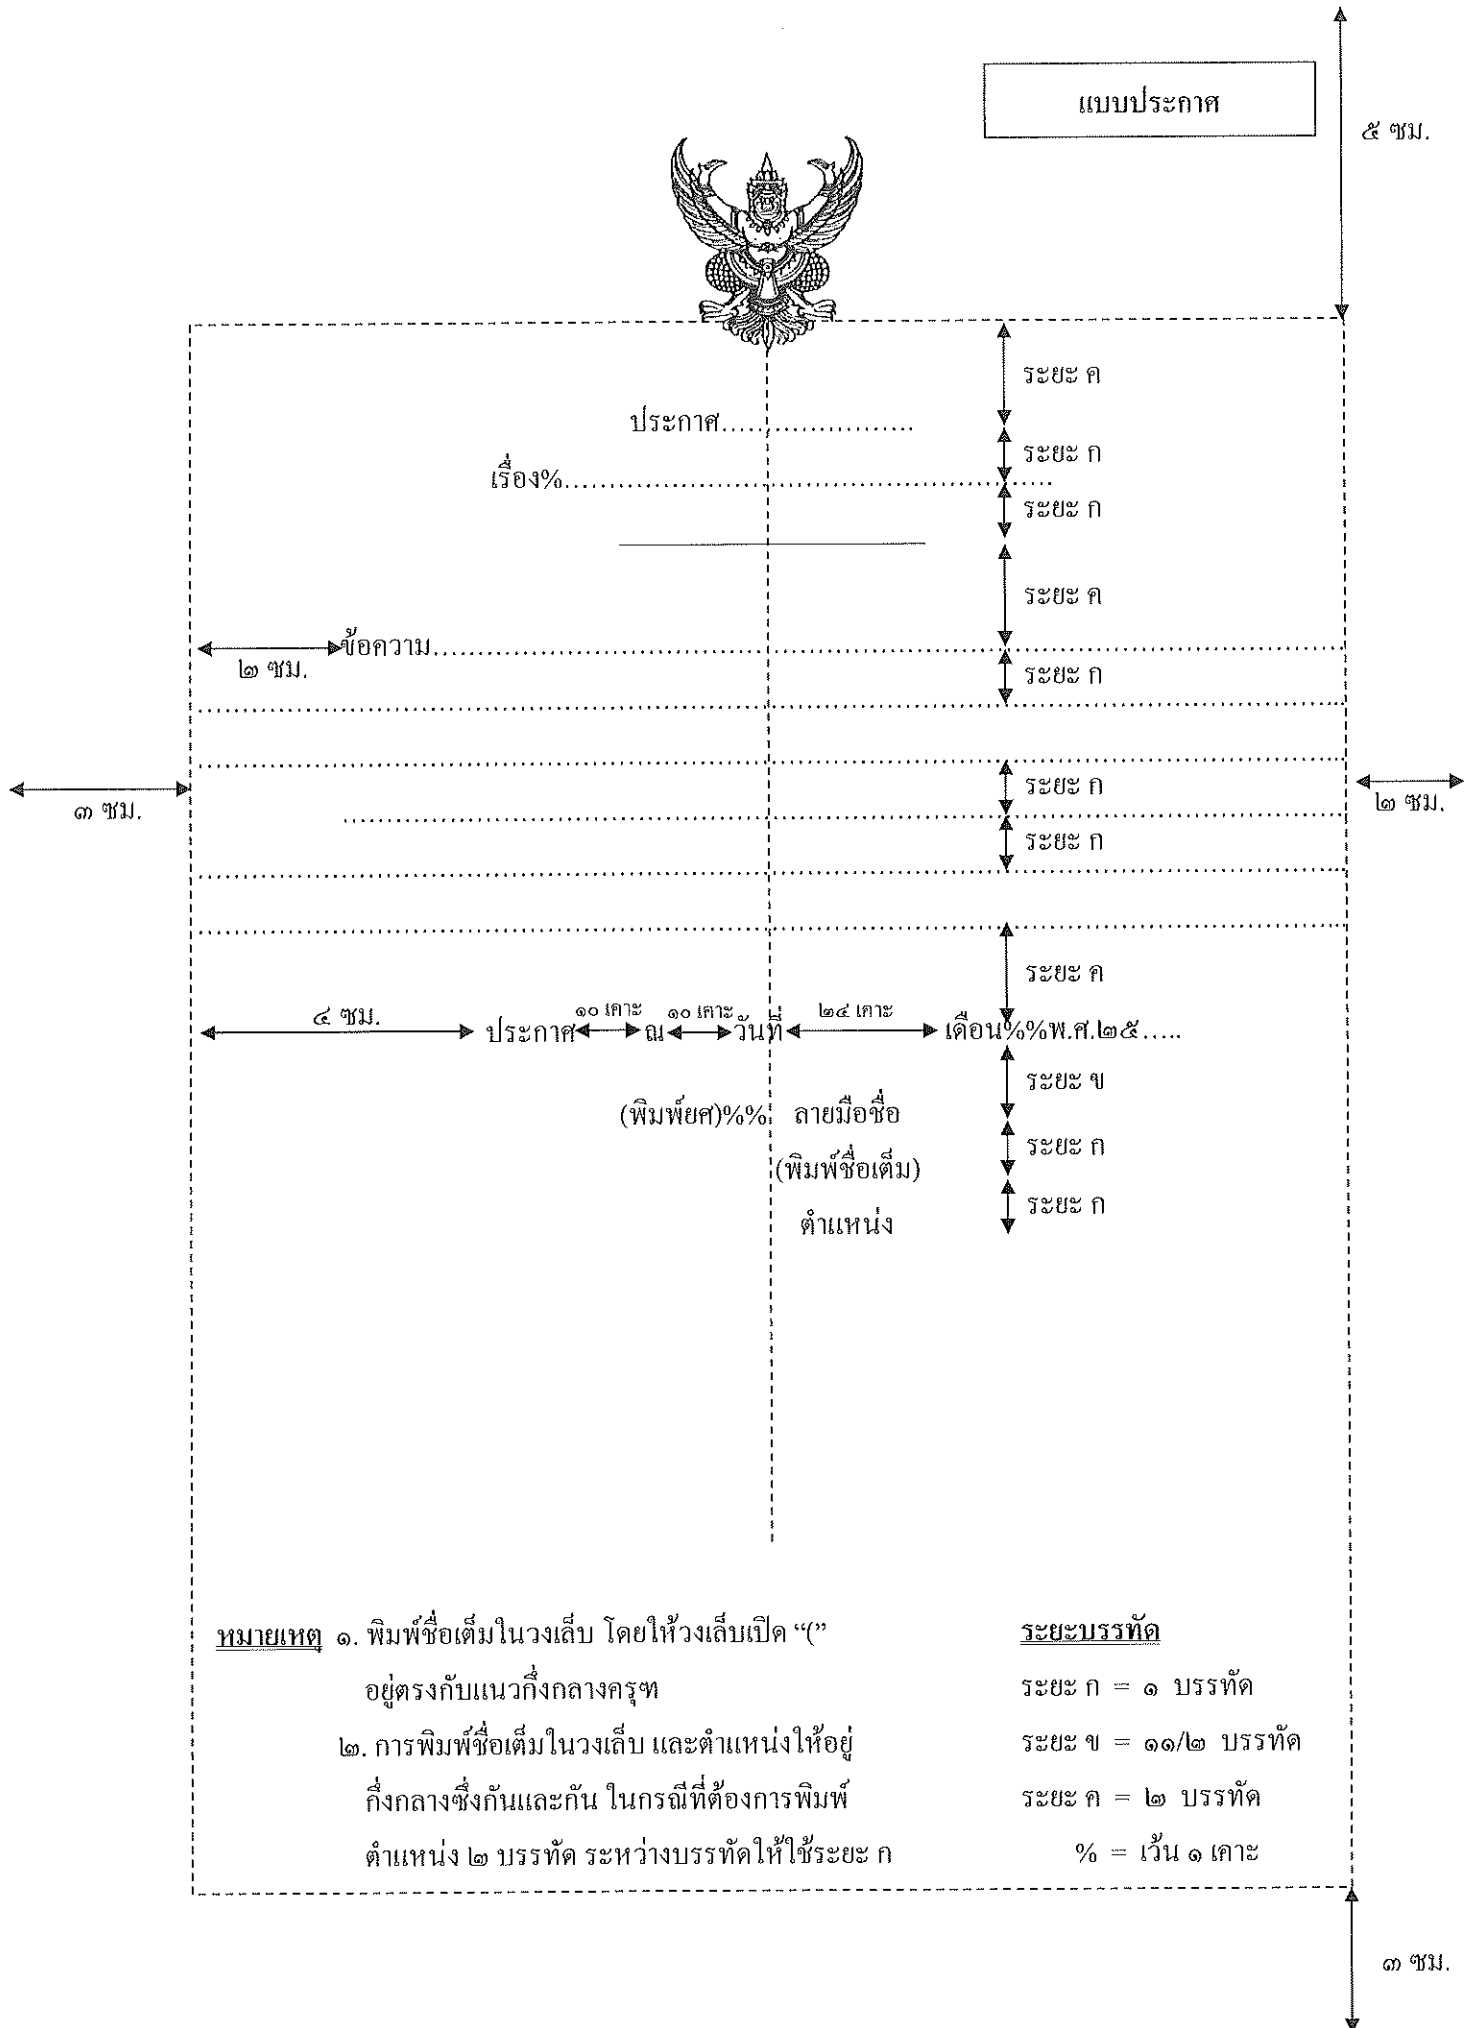 แบบประกาศ
๕ ซม.
ระยะ ค
ประกาศ.....................
ระยะ ก
เรื่อง%......................................................
ระยะ ก
ระยะ ค
ข้อความ....................................................................................................
๒ ซม.
ระยะ ก
ระยะ ก
๓ ซม.
๒ ซม.
ระยะ ก
ระยะ ค
๔ ซม. ๑๐ เคาะ ๑๐ เคาะ ๒๔ เคาะ
ประกาศ ณ วันที่ เดือน%%พ.ศ.๒๕.....
ระยะ ข
(พิมพ์ยศ)%% ลายมือชื่อ
ระยะ ก
(พิมพ์ชื่อเต็ม)
ระยะ ก
ตำแหน่ง
หมายเหตุ ๑. พิมพ์ชื่อเต็มในวงเล็บ โดยให้วงเล็บเปิด “(” ระยะบรรทัด
อยู่ตรงกับแนวกึ่งกลางครุฑ ระยะ ก = ๑ บรรทัด
๒. การพิมพ์ชื่อเต็มในวงเล็บ และตำแหน่งให้อยู่ ระยะ ข = ๑๑/๒ บรรทัด
กึ่งกลางซึ่งกันและกัน ในกรณีที่ต้องการพิมพ์ ระยะ ค = ๒ บรรทัด
ตำแหน่ง ๒ บรรทัด ระหว่างบรรทัดให้ใช้ระยะ ก % = เว้น ๑ เคาะ
๓ ซม.